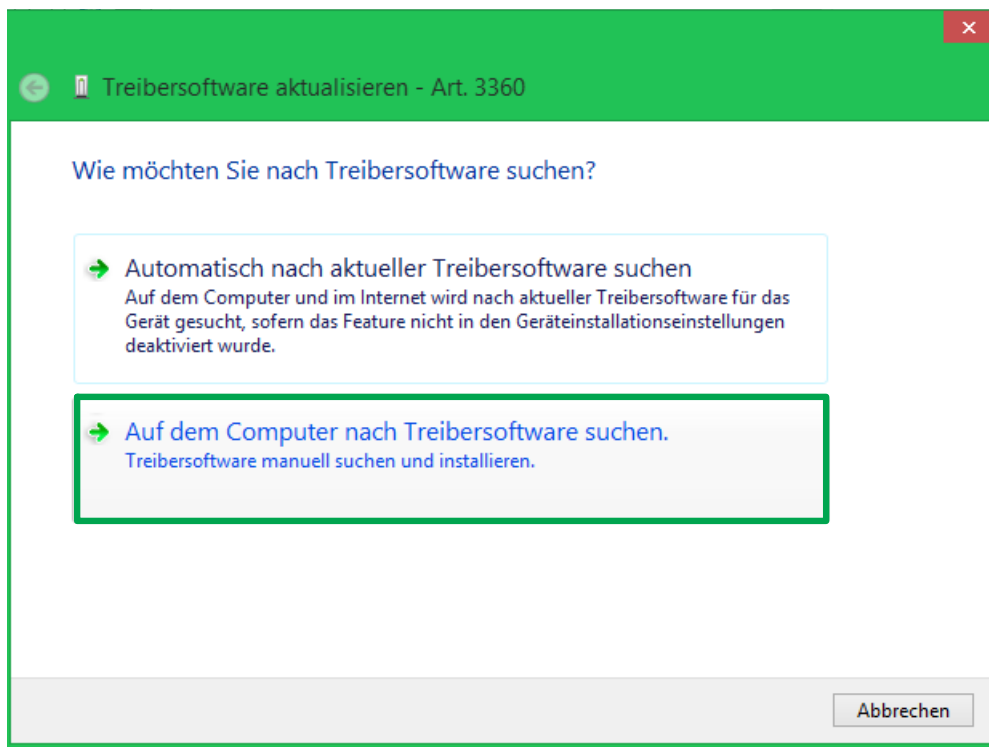 Treibersoftware aktualisieren - Art. 3360
Wie möchten Sie nach Treibersoftware suchen?
Automatisch nach aktueller Treibersoftware suchen
Auf dem Computer und im Internet wird nach aktueller Treibersoftware für das
Gerät gesucht, sofern das Feature nicht in den Geräteinstallationseinstellungen
deaktiviert wurde.
Auf dem Computer nach Treibersoftware suchen.
Treibersoftware manuell suchen und installieren.
Abbrechen